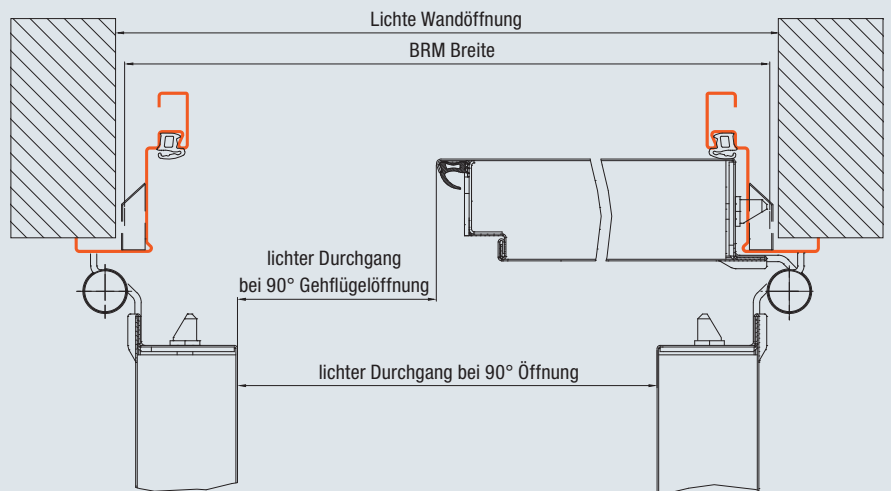 Lichte Wandöffnung
BRM Breite
lichter Durchgang
bei 90° Gehflügelöffnung
lichter Durchgang bei 90° Öffnung